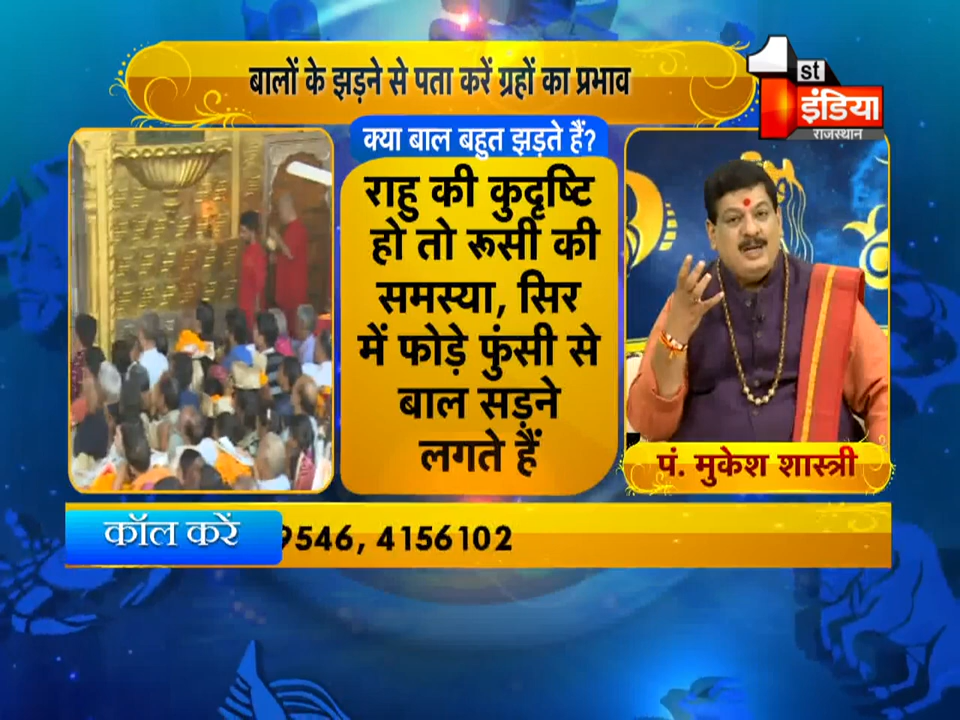 बालों के झड़ने से पता करें ग्रहों का प्रभाव
1st
इंडिया
राजस्थान
क्या बाल बहुत झड़ते हैं?
राहु की कुदृष्टि
हो तो रूसी की
समस्या, सिर
में फोड़े फुंसी से
बाल सड़ने
लगते हैं
पं. मुकेश शास्त्री
कॉल करें
9546, 4156102